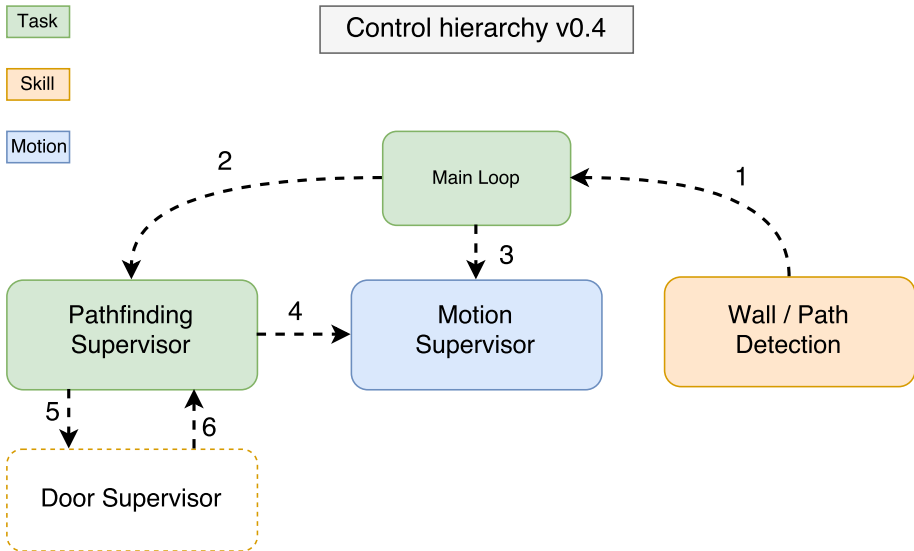 Task
Control hierarchy v0.4
Skill
Motion
2
Main Loop
1
3
Pathfinding
Supervisor
4
Motion
Supervisor
Wall / Path
Detection
5
6
Door Supervisor